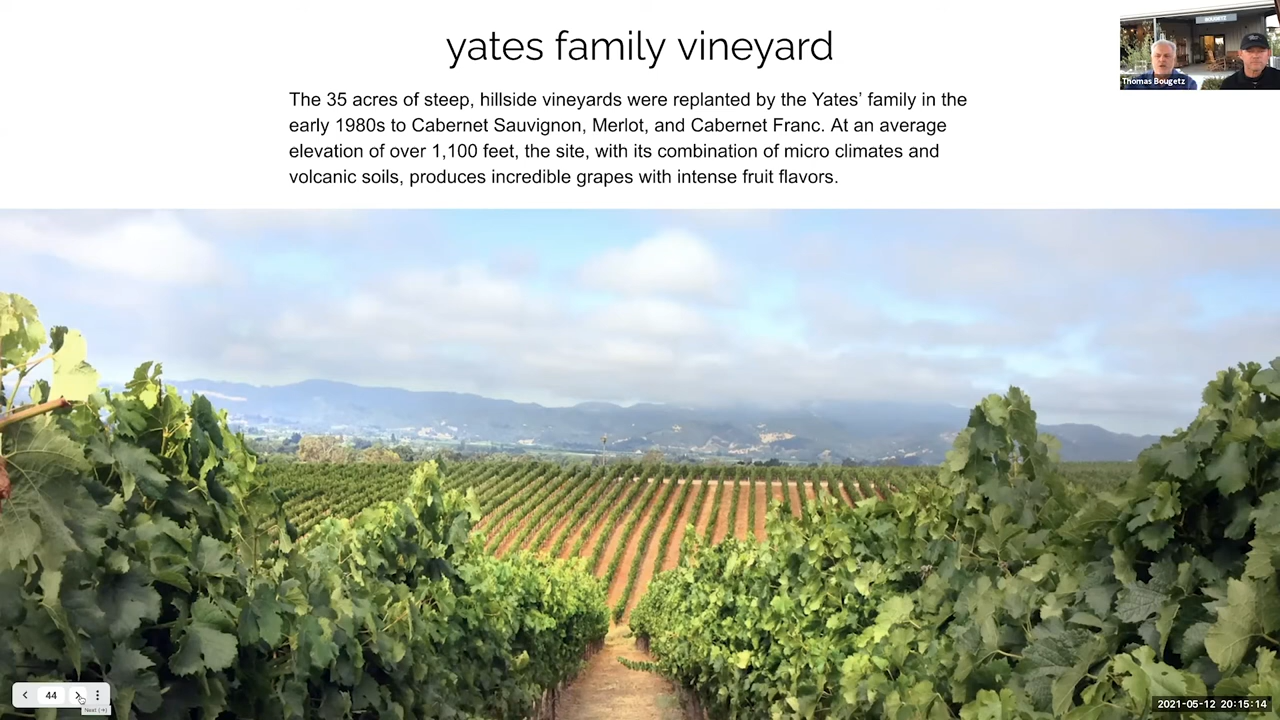 yates family vineyard
The 35 acres of steep, hillside vineyards were replanted by the Yates’ family in the
early 1980s to Cabernet Sauvignon, Merlot, and Cabernet Franc. At an average
elevation of over 1,100 feet, the site, with its combination of micro climates and
volcanic soils, produces incredible grapes with intense fruit flavors.
BOUGETZ
Thomas Bougetz
44
Next (→)
2021-05-12 20:15:14